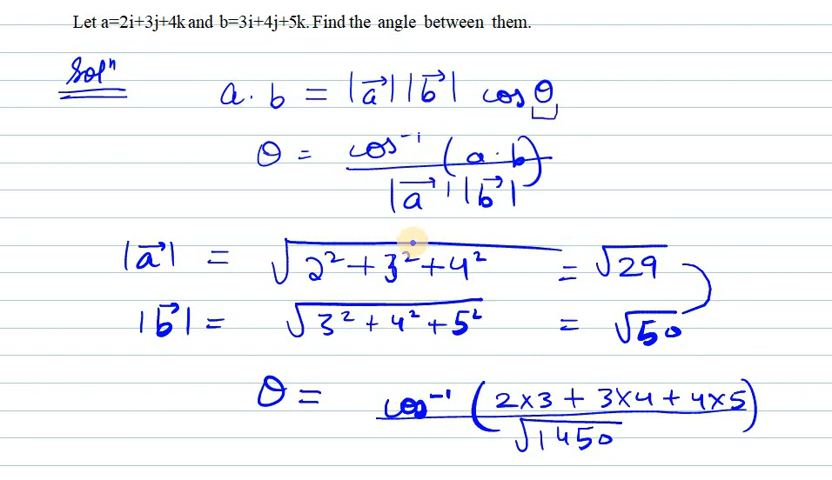 Let a=2i+3j+4k and b=3i+4j+5k. Find the angle between them.
Solⁿ
a · b = |a⃗| |b⃗| cos θ
θ = cos⁻¹ (a · b)
|a⃗| |b⃗|
|a⃗| = √2² + 3² + 4² = √29
|b⃗| = √3² + 4² + 5² = √50
θ = cos⁻¹ (2×3 + 3×4 + 4×5)
√1450